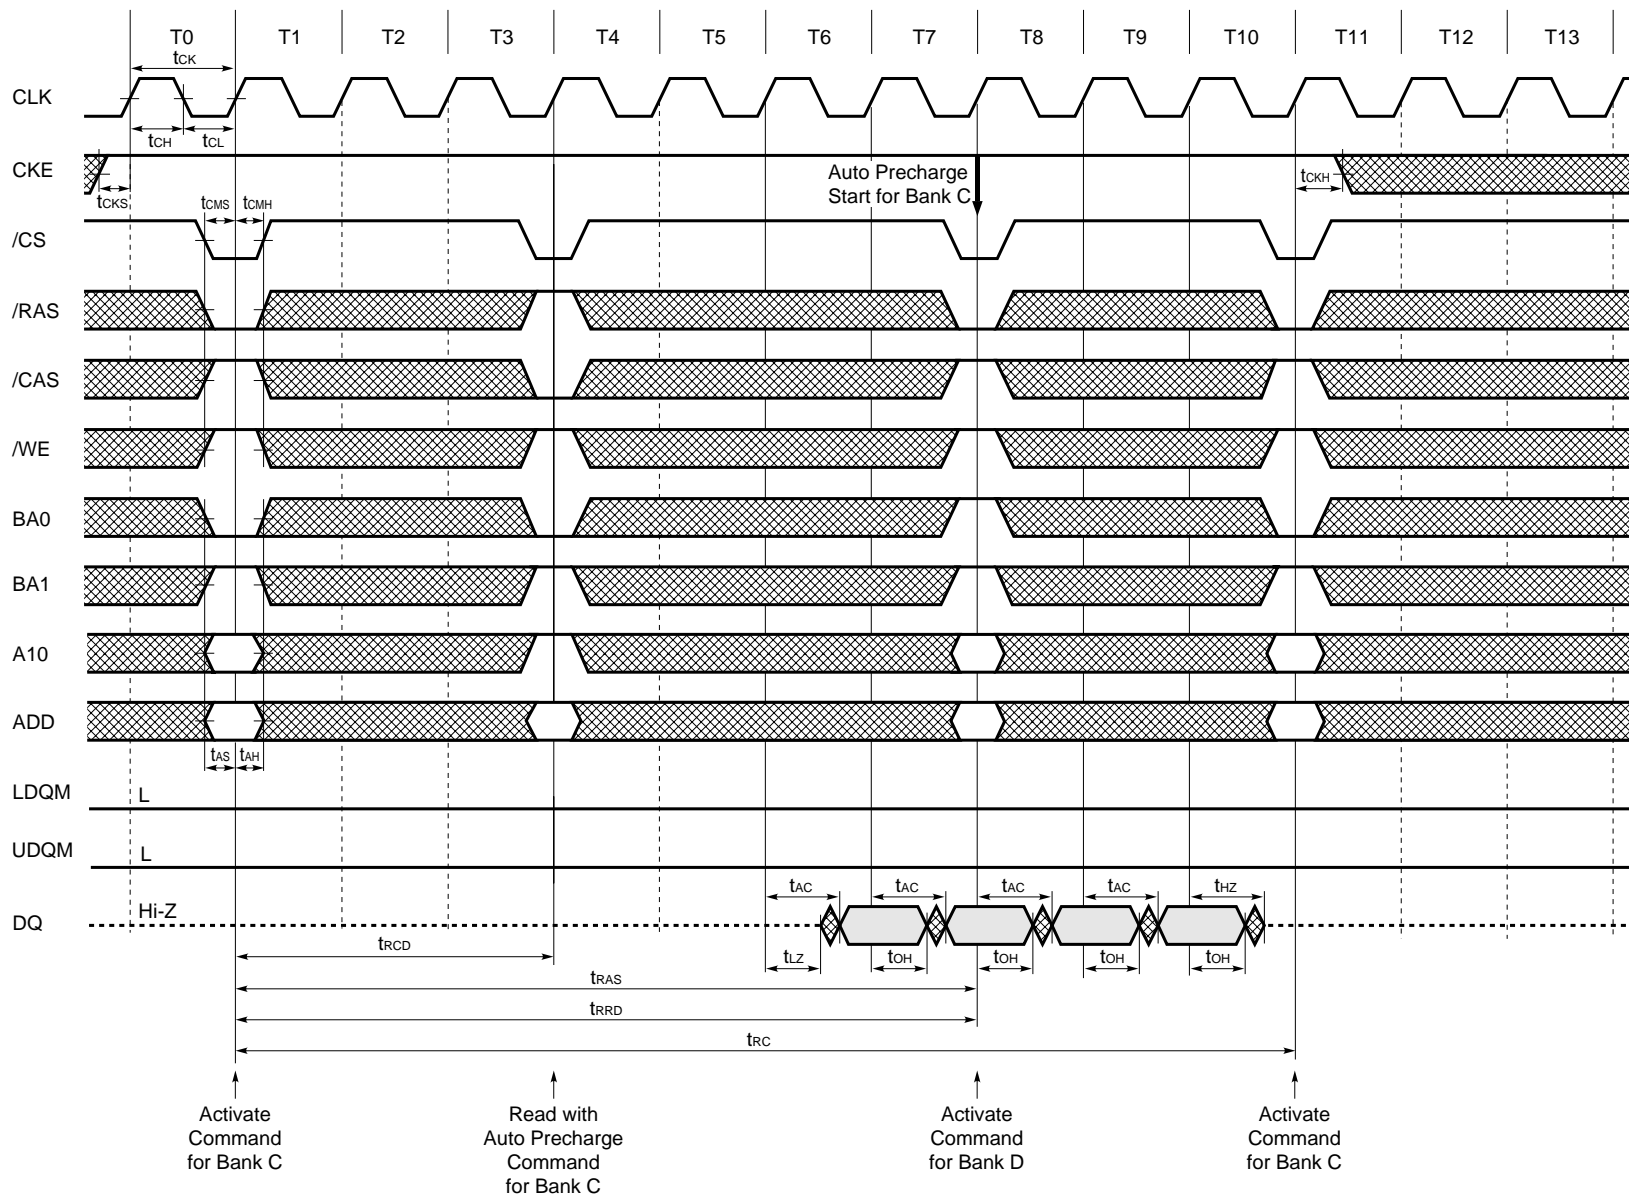 T0 T1 T2 T3 T4 T5 T6 T7 T8 T9 T10 T11 T12 T13
tCK
CLK
tCH tCL
CKE
Auto Precharge
Start for Bank C
tCKH
tCKS tCMS tCMH
/CS
/RAS
/CAS
/WE
BA0
BA1
A10
ADD
tAS tAH
LDQM L
UDQM L
tAC tAC tAC tAC tHZ
DQ Hi-Z
tRCD
tLZ tOH tOH tOH tOH
tRAS
tRRD
tRC
Activate
Command
for Bank C
Read with
Auto Precharge
Command
for Bank C
Activate
Command
for Bank D
Activate
Command
for Bank C